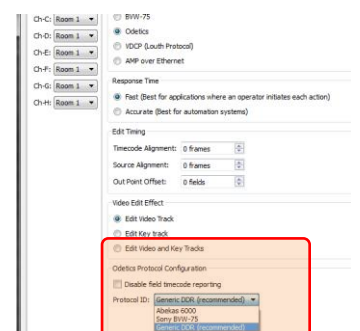 Ch-C: Room 1
BVW-75
Ch-D: Room 1
Odetics
Ch-E: Room 1
VDCP (Louth Protocol)
Ch-F: Room 1
AMP over Ethernet
Ch-G: Room 1
Ch-H: Room 1
Response Time
Fast (Best for applications where an operator initiates each action)
Accurate (Best for automation systems)
Edit Timing
Timecode Alignment: 0 frames
Source Alignment: 0 frames
Out Point Offset: 0 fields
Video Edit Effect
Edit Video Track
Edit Key track
Edit Video and Key Tracks
Odetics Protocol Configuration
Disable field timecode reporting
Protocol ID: Generic DDR (recommended)
Abekas 6000
Sony BVW-75
Generic DDR (recommended)